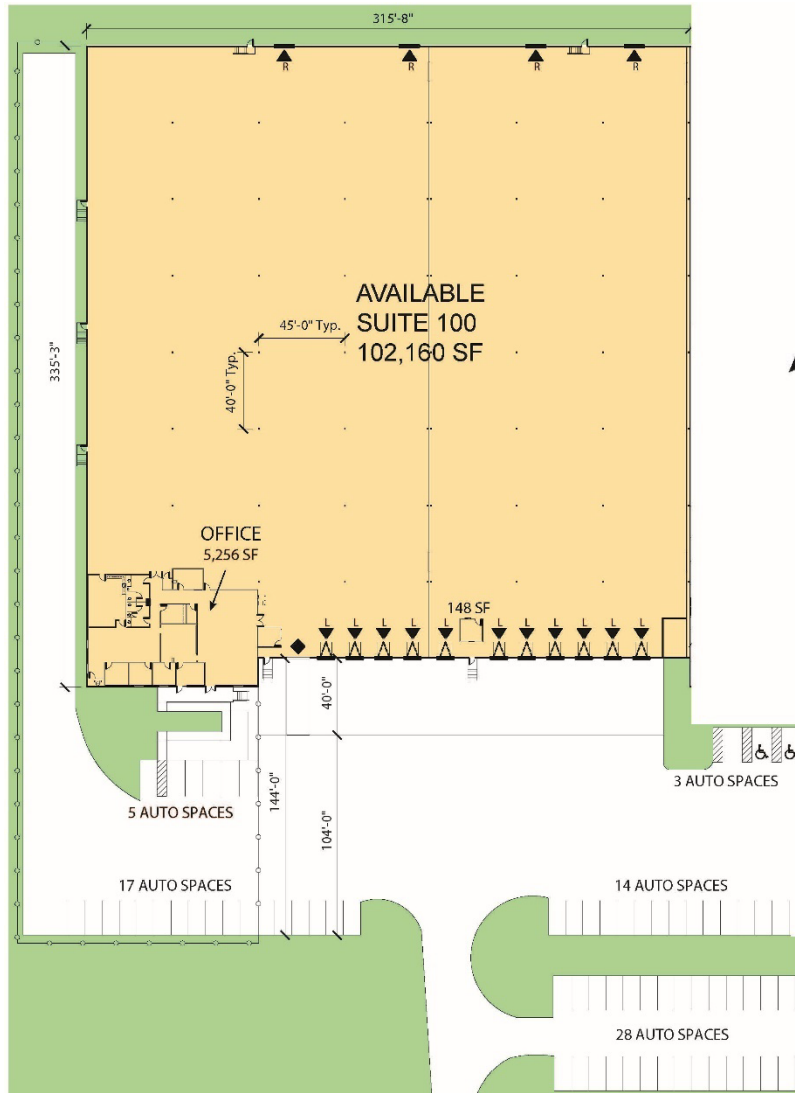 315'-8"
R R R R
335'-3"
AVAILABLE
SUITE 100
102,160 SF
45'-0" Typ.
40'-0" Typ.
OFFICE
5,256 SF
148 SF
L L L L L L L L L L L
40'-0"
144'-0"
104'-0"
3 AUTO SPACES
5 AUTO SPACES
17 AUTO SPACES
14 AUTO SPACES
28 AUTO SPACES